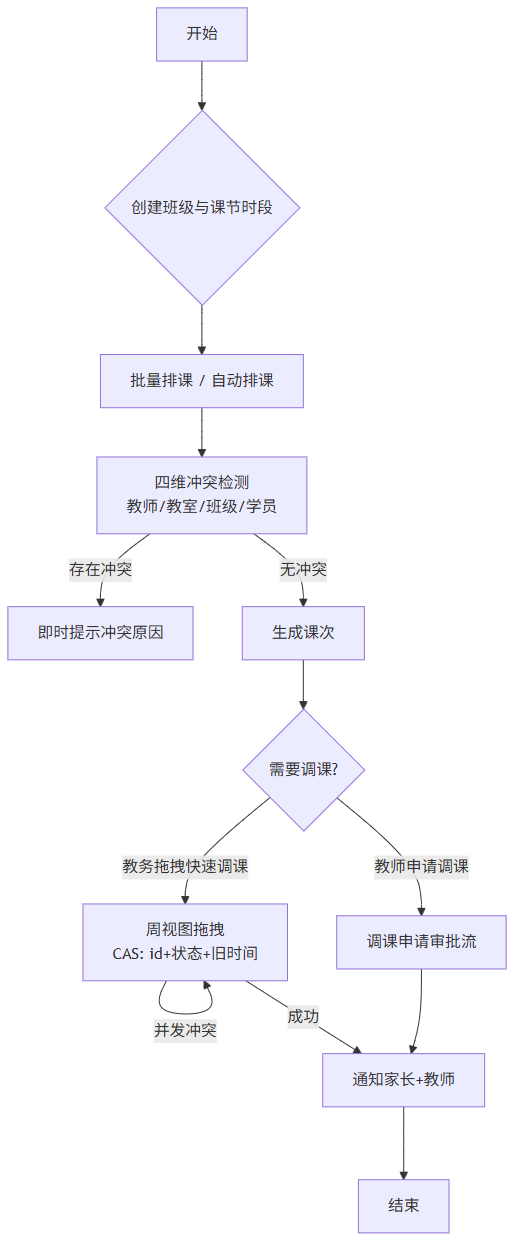 开始
创建班级与课节时段
批量排课 / 自动排课
四维冲突检测
教师/教室/班级/学员
存在冲突
无冲突
即时提示冲突原因
生成课次
需要调课?
教务拖拽快速调课
教师申请调课
周视图拖拽
CAS: id+状态+旧时间
调课申请审批流
并发冲突
成功
通知家长+教师
结束